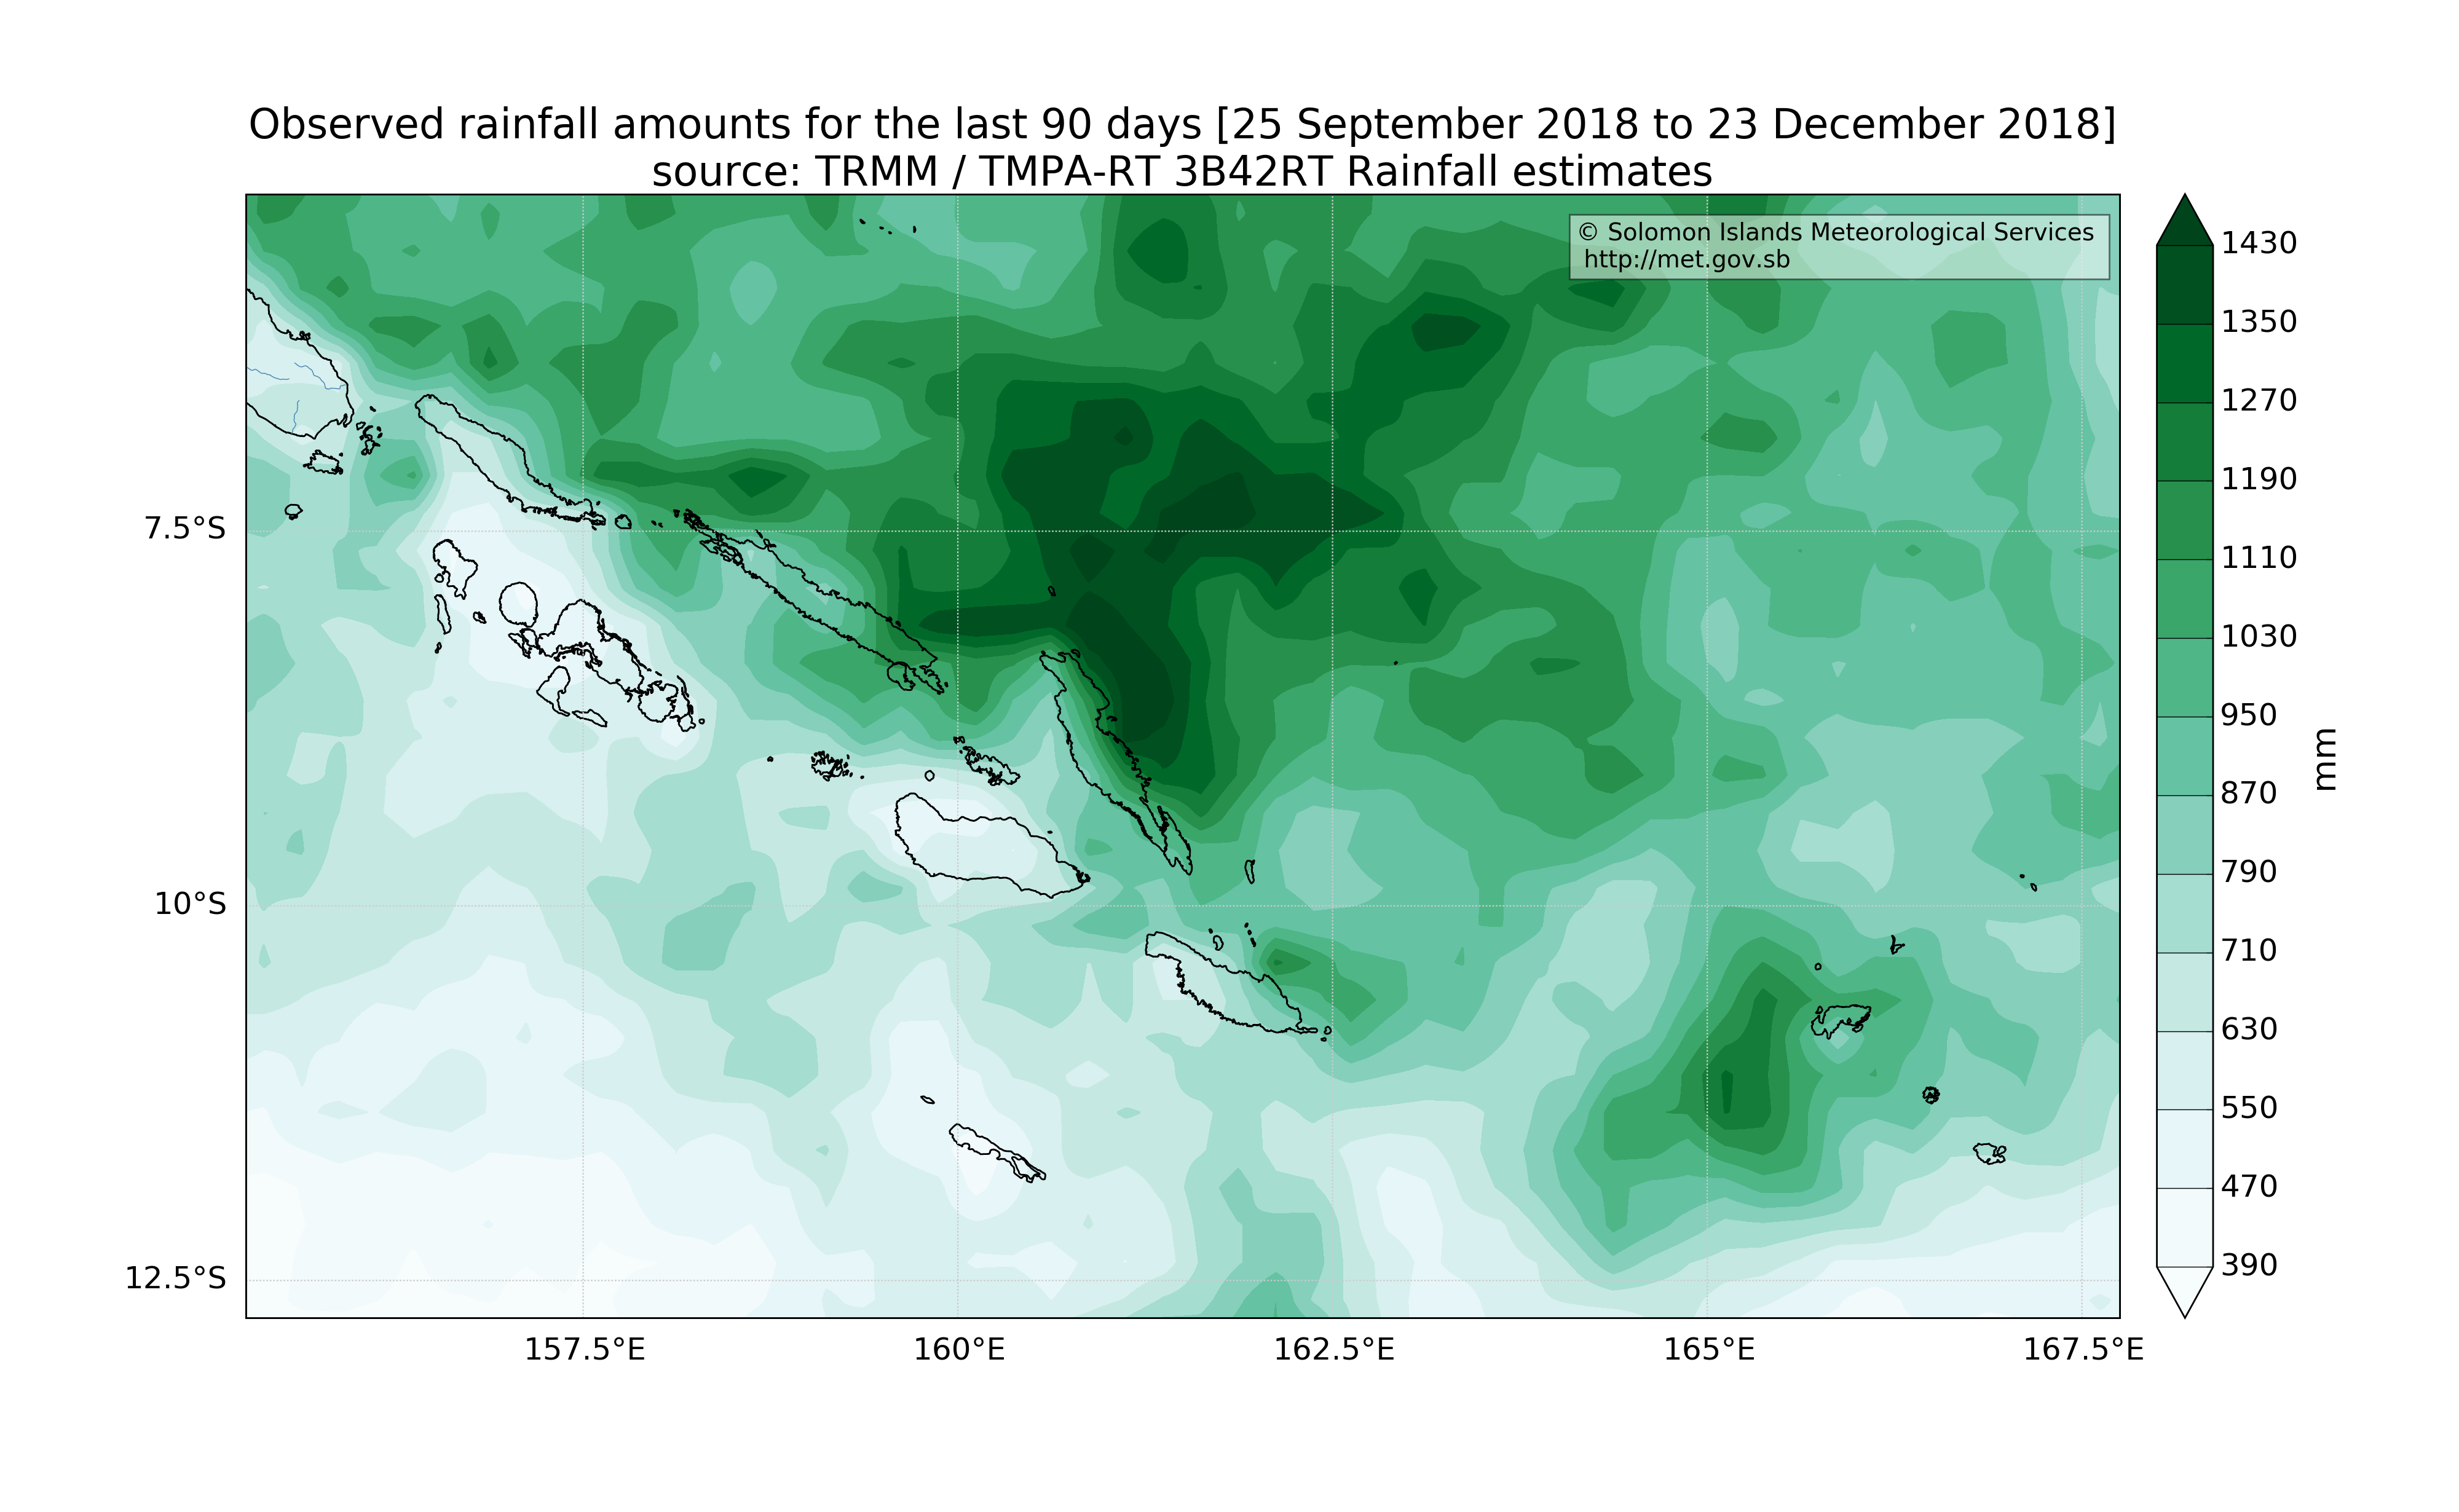 Observed rainfall amounts for the last 90 days [25 September 2018 to 23 December 2018]
source: TRMM / TMPA-RT 3B42RT Rainfall estimates
© Solomon Islands Meteorological Services
http://met.gov.sb
7.5°S
10°S
12.5°S
157.5°E
160°E
162.5°E
165°E
167.5°E
1430
1350
1270
1190
1110
1030
950
870
790
710
630
550
470
390
mm